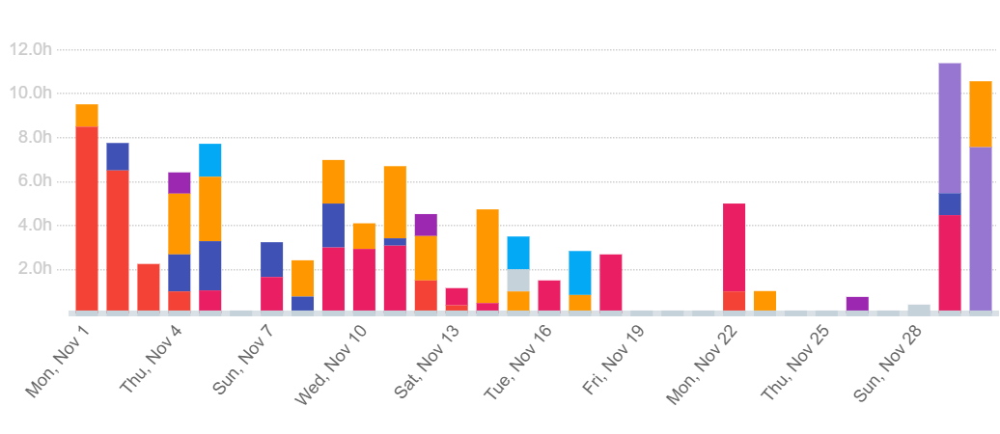 12.0h
10.0h
8.0h
6.0h
4.0h
2.0h
Mon, Nov 1
Thu, Nov 4
Sun, Nov 7
Wed, Nov 10
Sat, Nov 13
Tue, Nov 16
Fri, Nov 19
Mon, Nov 22
Thu, Nov 25
Sun, Nov 28